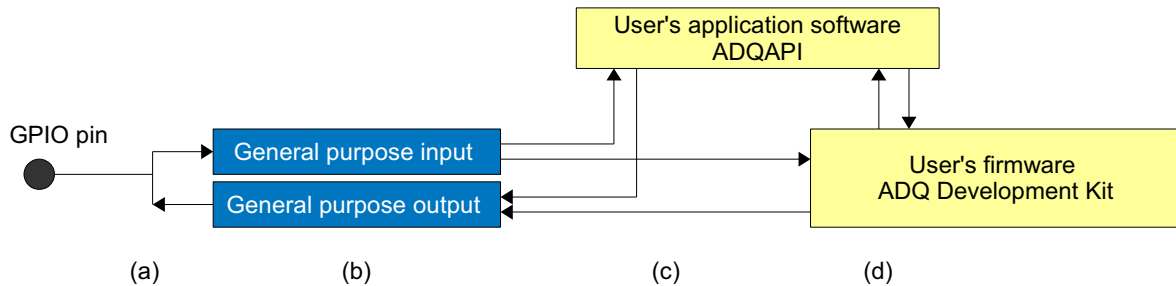 User's application software
ADQAPI
GPIO pin
General purpose input
General purpose output
User's firmware
ADQ Development Kit
(a)
(b)
(c)
(d)